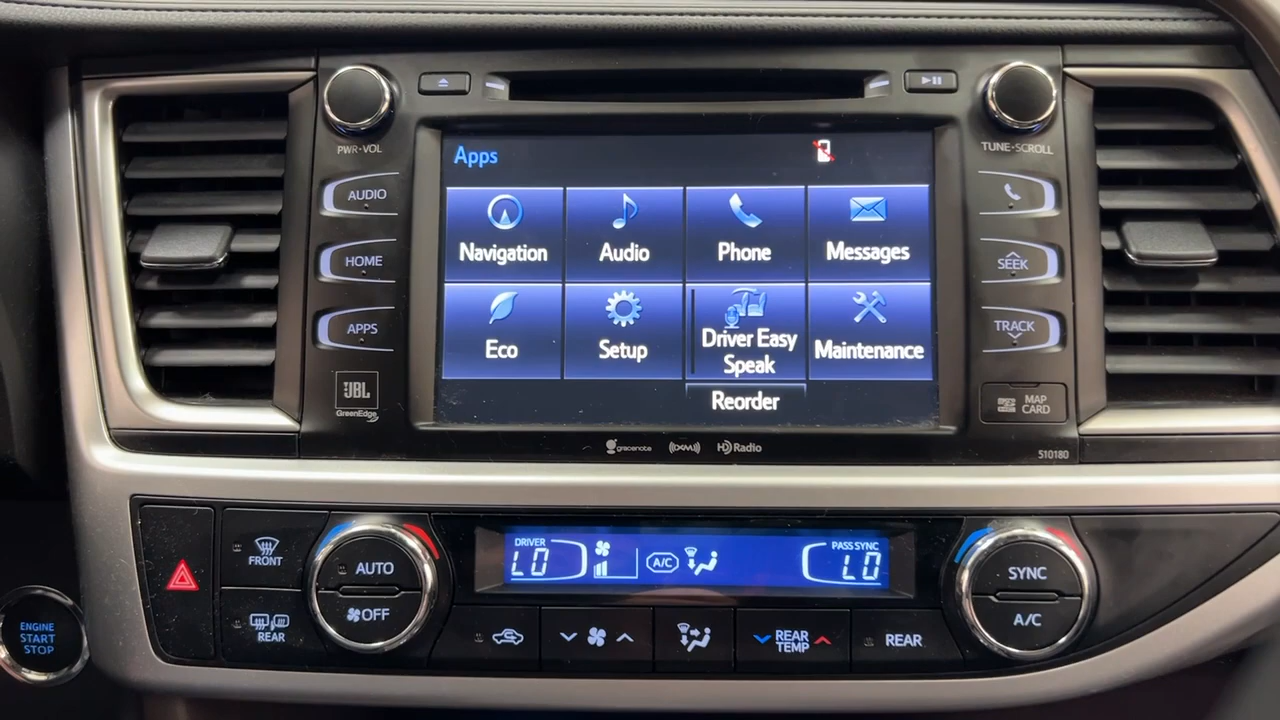 PWR•VOL
AUDIO
HOME
APPS
JBL
GreenEdge
Apps
Navigation
Audio
Phone
Messages
Eco
Setup
Driver Easy
Speak
Maintenance
Reorder
gracenote
((XM))
HD Radio
TUNE•SCROLL
SEEK
TRACK
MAP
CARD
510180
ENGINE
START
STOP
FRONT
REAR
AUTO
OFF
DRIVER
LO
A/C
PASS SYNC
LO
REAR
TEMP
REAR
SYNC
A/C